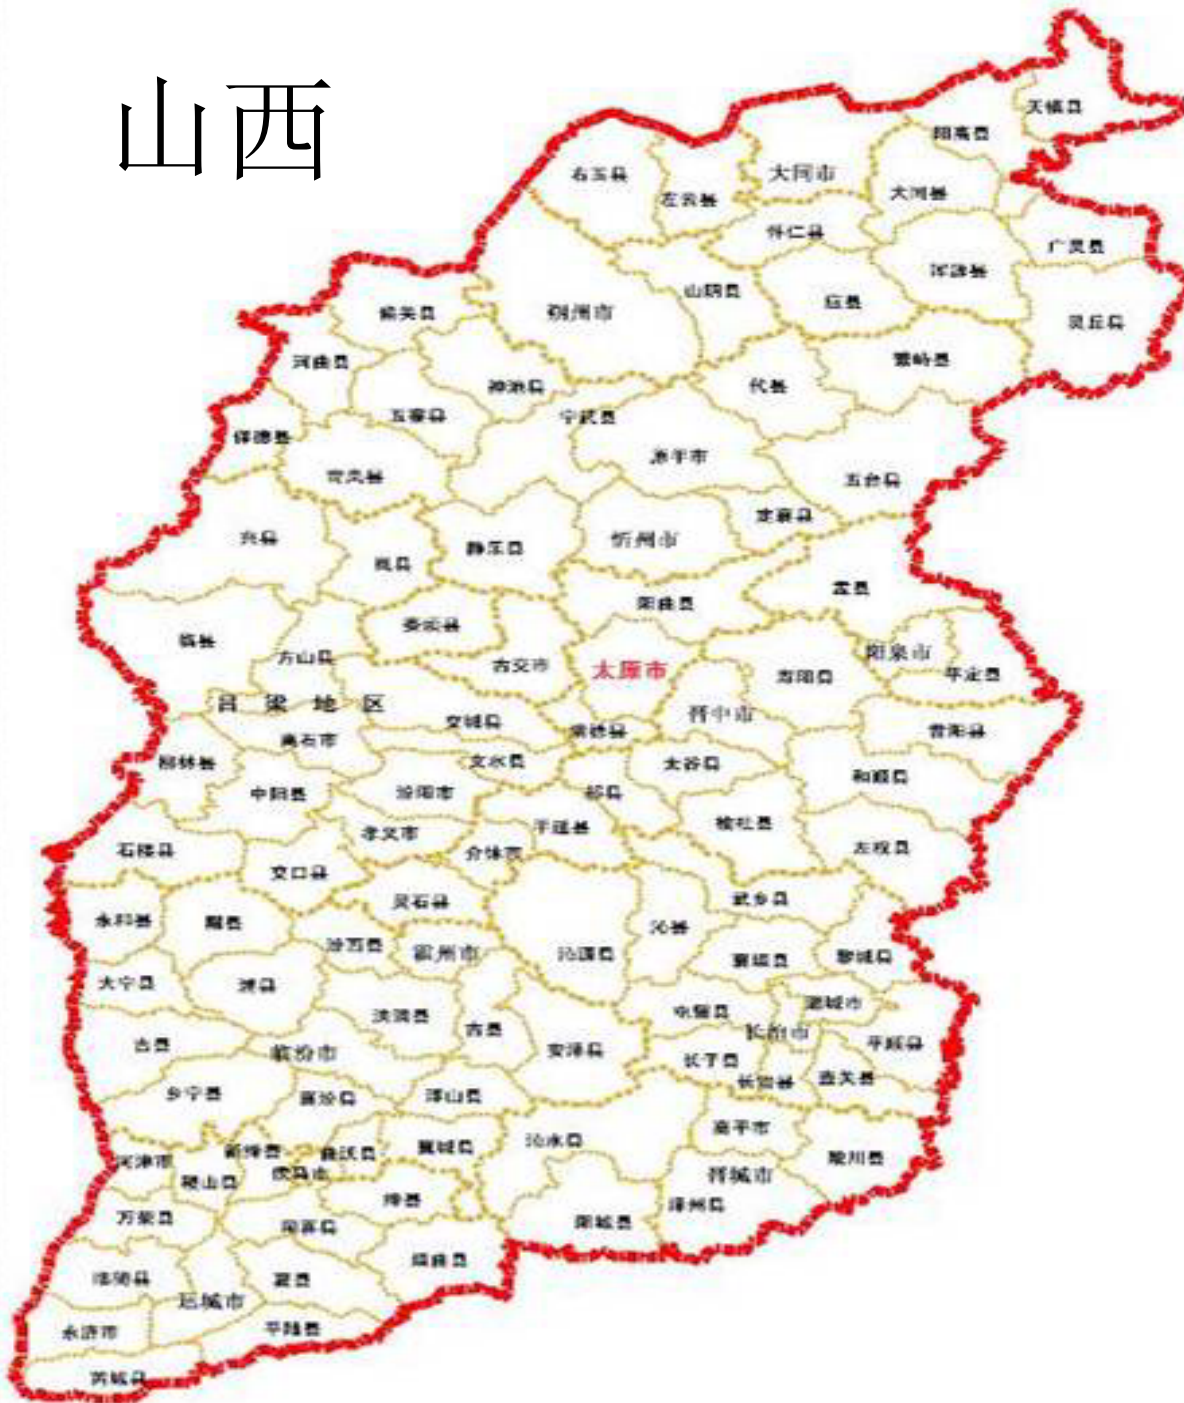 山西
天镇县
阳高县
右玉县
左云县
大同市
大同县
怀仁县
广灵县
浑源县
山阴县
应县
灵丘县
朔州市
偏关县
河曲县
繁峙县
神池县
代县
五寨县
宁武县
保德县
原平市
岢岚县
五台县
定襄县
兴县
静乐县
忻州市
岚县
盂县
阳曲县
娄烦县
临县
方山县
古交市
太原市
阳泉市
寿阳县
平定县
吕梁地区
交城县
晋中市
昔阳县
离石市
柳林县
文水县
太谷县
和顺县
中阳县
汾阳市
祁县
孝义市
平遥县
榆社县
石楼县
介休市
左权县
交口县
灵石县
武乡县
永和县
隰县
沁县
汾西县
霍州市
沁源县
襄垣县
黎城县
大宁县
蒲县
潞城市
屯留县
洪洞县
古县
长治市
平顺县
吉县
临汾市
安泽县
长子县
长治县
壶关县
乡宁县
襄汾县
浮山县
高平市
沁水县
新绛县
曲沃县
翼城县
河津市
陵川县
稷山县
侯马市
晋城市
绛县
泽州县
万荣县
闻喜县
阳城县
垣曲县
临猗县
夏县
运城市
永济市
平陆县
芮城县